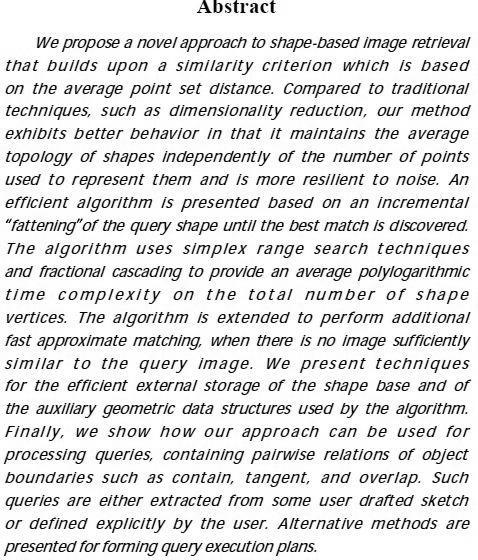 Abstract
We propose a novel approach to shape-based image retrieval
that builds upon a similarity criterion which is based
on the average point set distance. Compared to traditional
techniques, such as dimensionality reduction, our method
exhibits better behavior in that it maintains the average
topology of shapes independently of the number of points
used to represent them and is more resilient to noise. An
efficient algorithm is presented based on an incremental
"fattening"of the query shape until the best match is discovered.
The algorithm uses simplex range search techniques
and fractional cascading to provide an average polylogarithmic
time complexity on the total number of shape
vertices. The algorithm is extended to perform additional
fast approximate matching, when there is no image sufficiently
similar to the query image. We present techniques
for the efficient external storage of the shape base and of
the auxiliary geometric data structures used by the algorithm.
Finally, we show how our approach can be used for
processing queries, containing pairwise relations of object
boundaries such as contain, tangent, and overlap. Such
queries are either extracted from some user drafted sketch
or defined explicitly by the user. Alternative methods are
presented for forming query execution plans.